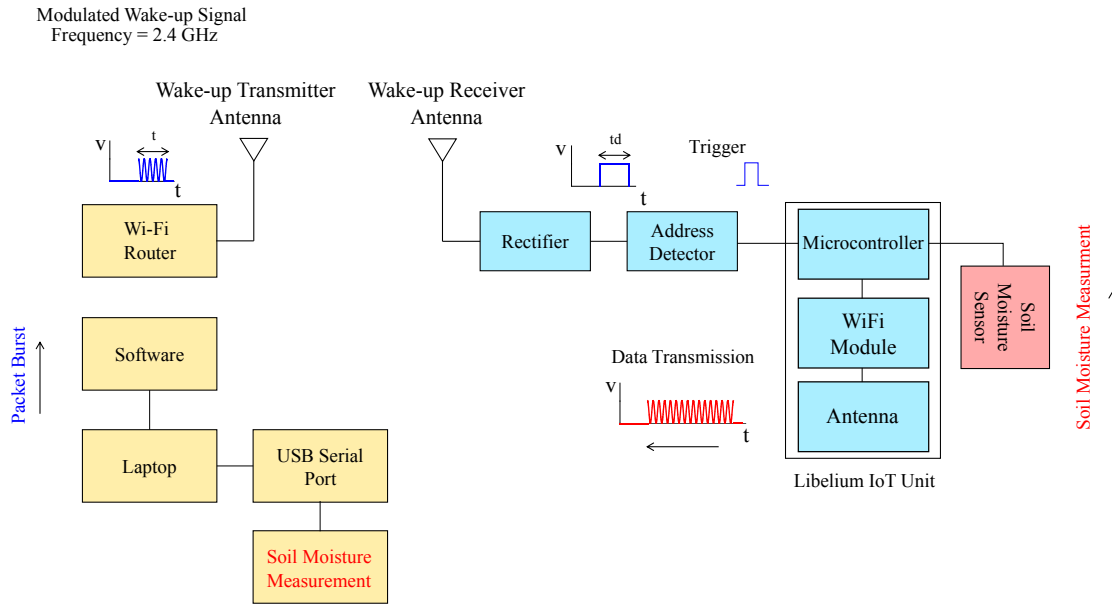 Modulated Wake-up Signal
Frequency = 2.4 GHz
Wake-up Transmitter
Antenna
Wake-up Receiver
Antenna
v
t
t
Wi-Fi
Router
v
td
t
Trigger
Rectifier
Address
Detector
Microcontroller
WiFi
Module
Antenna
Libelium IoT Unit
Soil
Moisture
Sensor
Soil Moisture Measurment
Packet Burst
Software
Laptop
USB Serial
Port
Soil Moisture
Measurement
Data Transmission
v
t